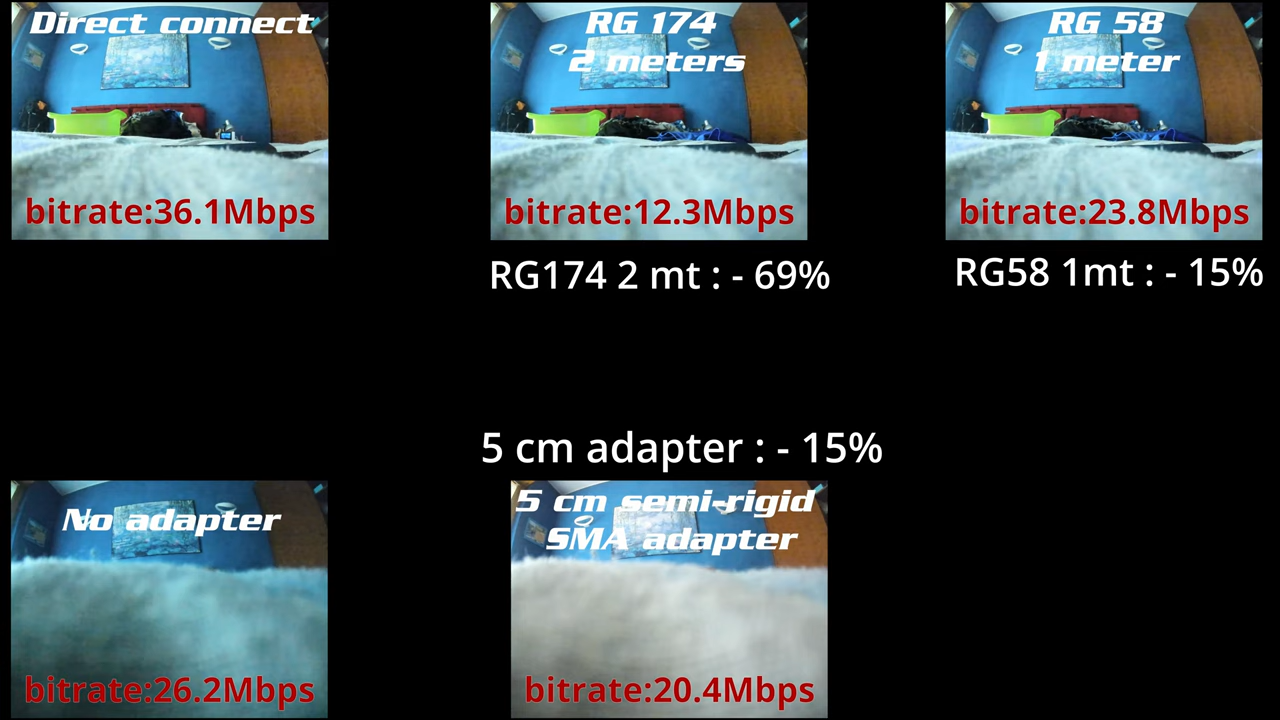 Direct connect
bitrate:36.1Mbps
RG 174
2 meters
bitrate:12.3Mbps
RG174 2 mt : - 69%
RG 58
1 meter
bitrate:23.8Mbps
RG58 1mt : - 15%
No adapter
bitrate:26.2Mbps
5 cm adapter : - 15%
5 cm semi-rigid
SMA adapter
bitrate:20.4Mbps